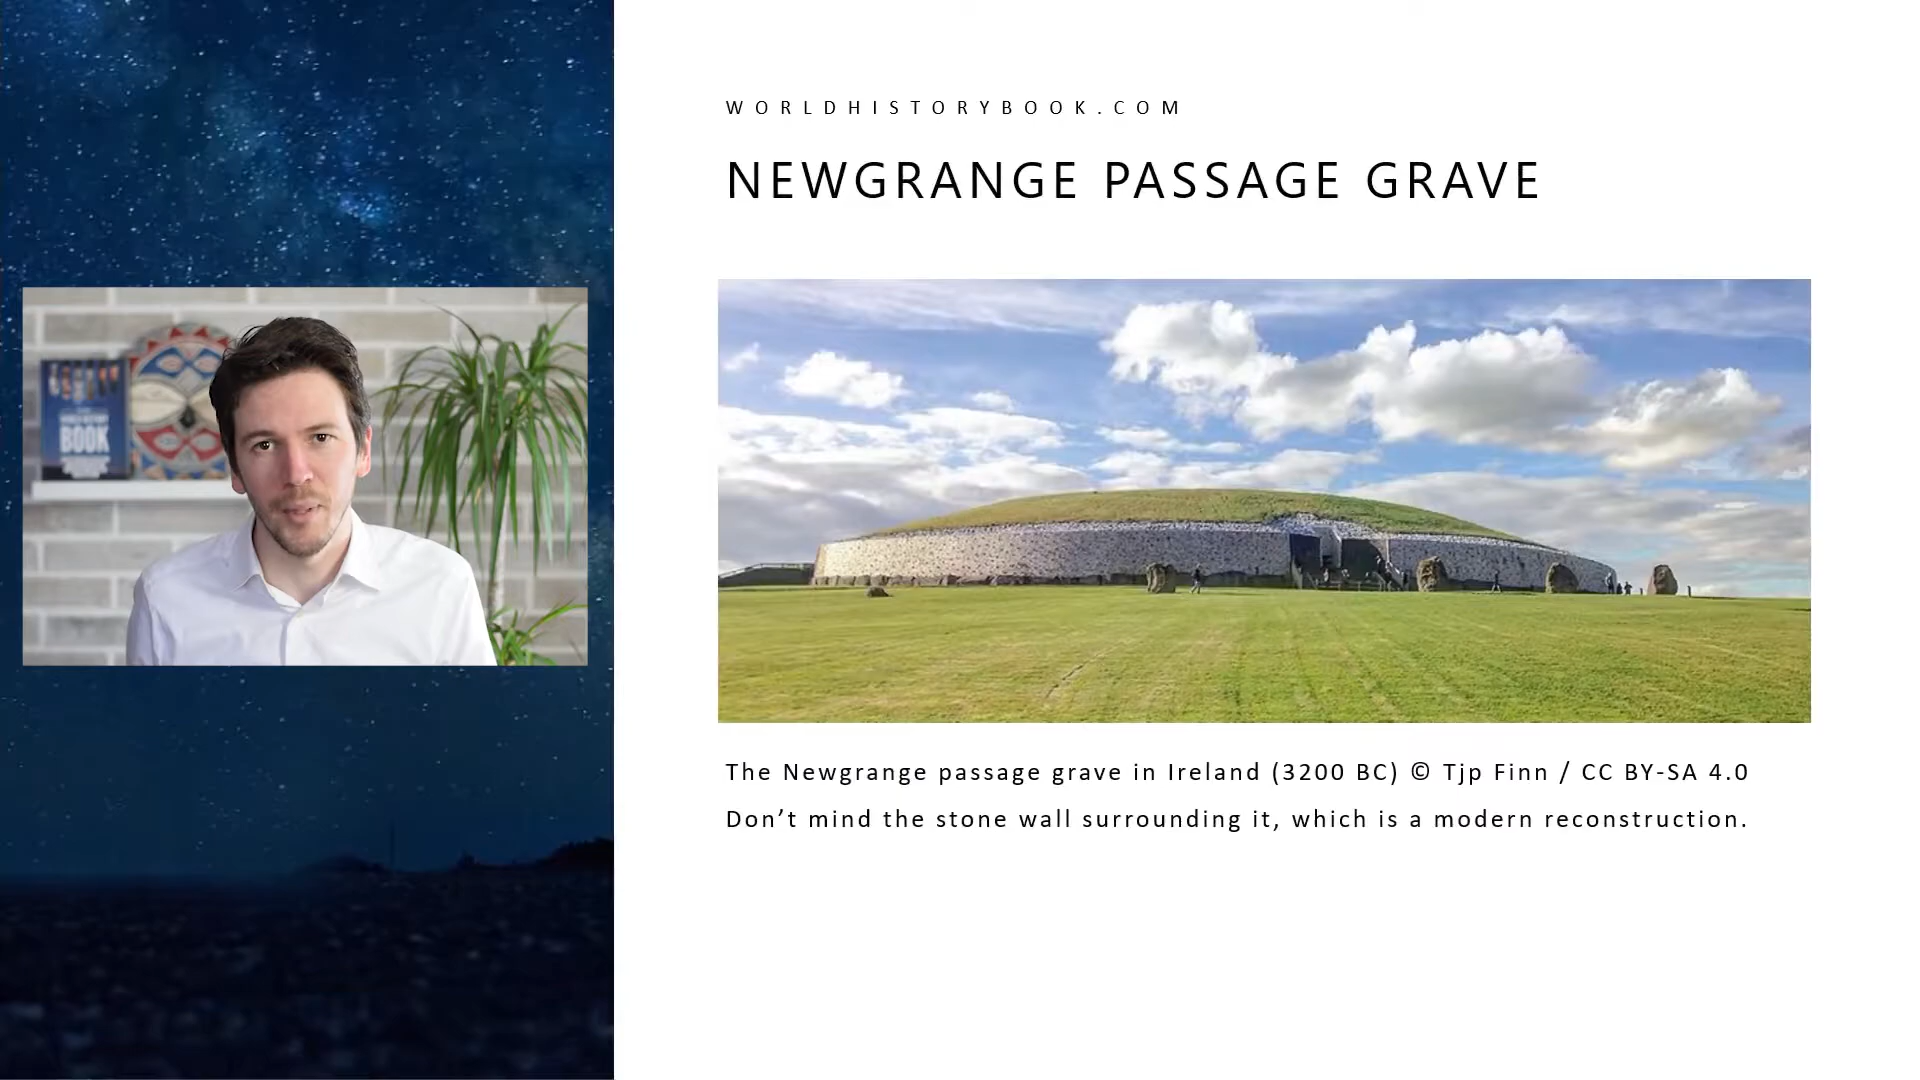 WORLDHISTORYBOOK.COM
NEWGRANGE PASSAGE GRAVE
BOOK
The Newgrange passage grave in Ireland (3200 BC) © Tjp Finn / CC BY-SA 4.0
Don’t mind the stone wall surrounding it, which is a modern reconstruction.